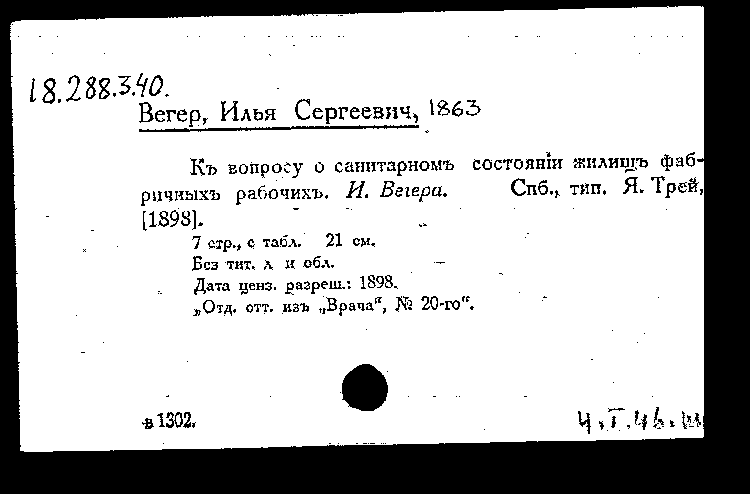 18.288.3.40.
Вегер, Илья Сергеевич, 1863
Къ вопросу о санитарномъ состоянiи жилищъ фаб-
ричныхъ рабочихъ. И. Вегера. Спб., тип. Я. Трей,
[1898].
7 стр., с табл. 21 см.
Без тит. л и обл.
Дата ценз. разреш.: 1898.
„Отд. отт. изъ „Врача", № 20-го".
в 1302.
4.I.46.